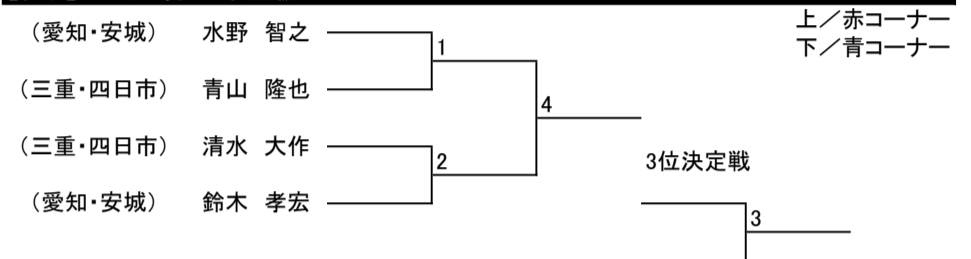 上／赤コーナー
下／青コーナー
（愛知・安城） 水野 智之
1
（三重・四日市） 青山 隆也
4
（三重・四日市） 清水 大作
2
3位決定戦
（愛知・安城） 鈴木 孝宏
3